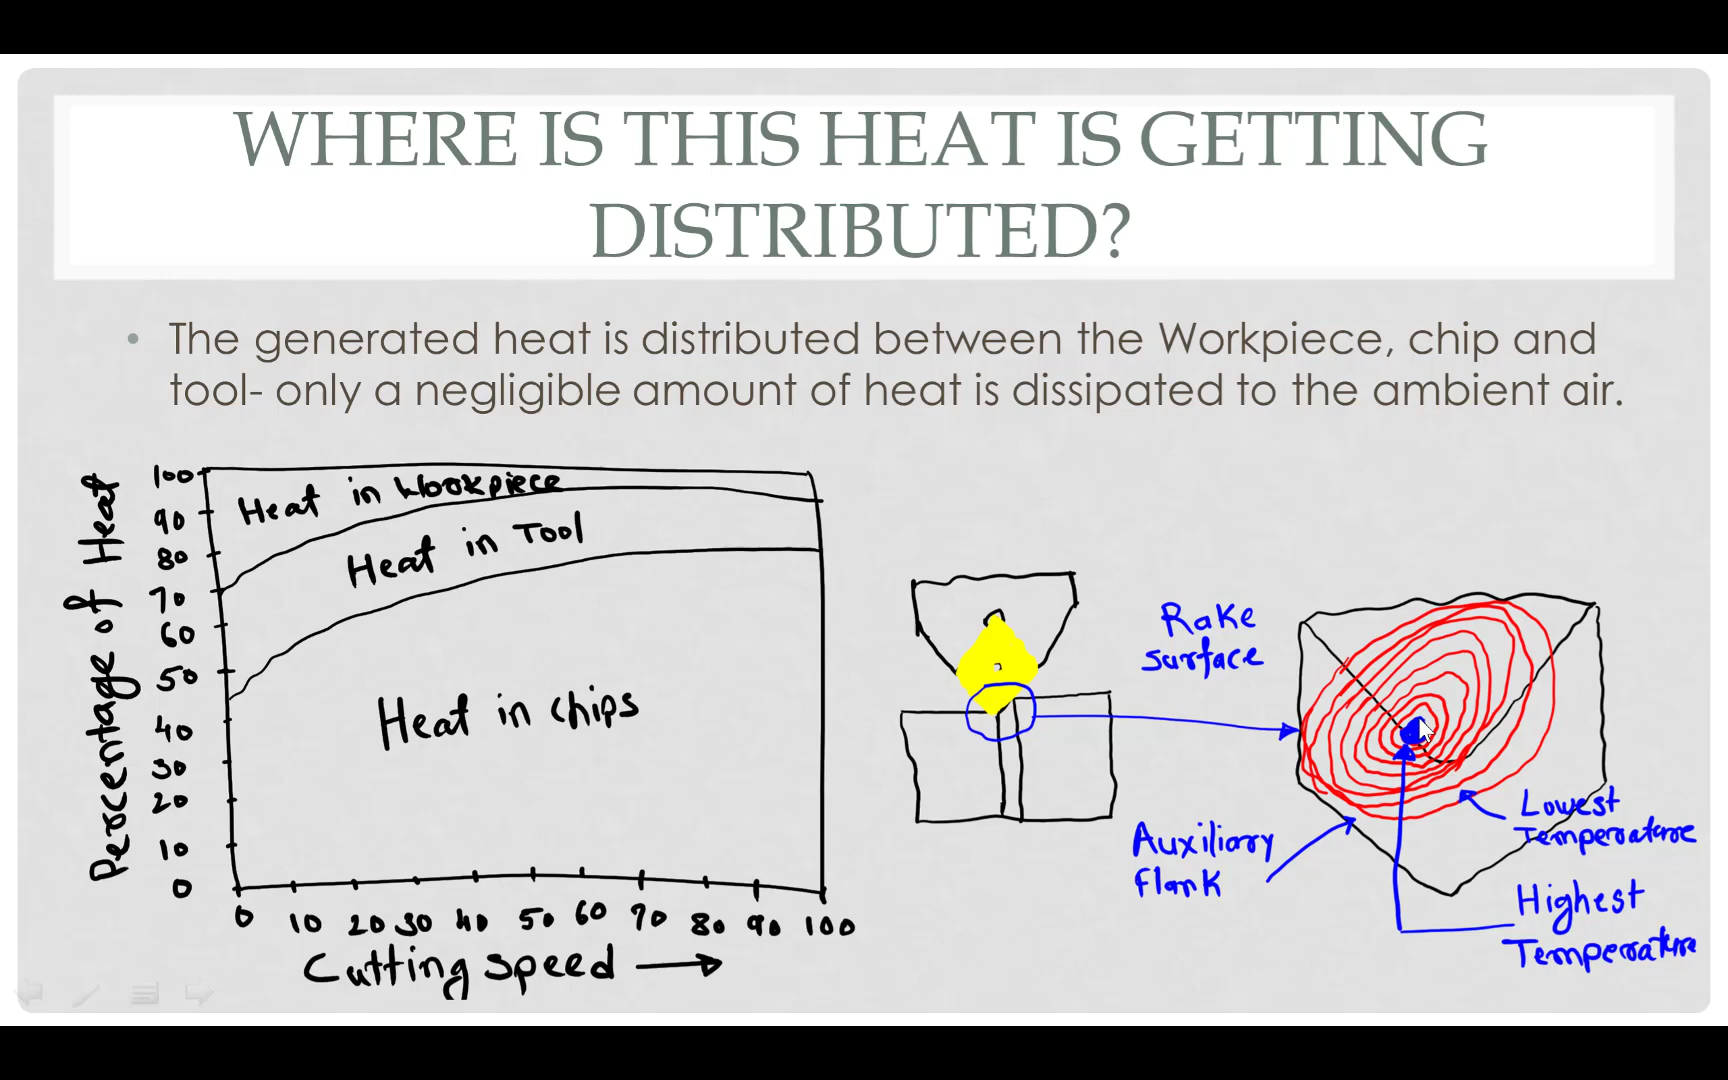 WHERE IS THIS HEAT IS GETTING
DISTRIBUTED?
• The generated heat is distributed between the Workpiece, chip and
tool- only a negligible amount of heat is dissipated to the ambient air.
Percentage of Heat
100
90
80
70
60
50
40
30
20
10
0
Heat in Workpiece
Heat in Tool
Heat in chips
0 10 20 30 40 50 60 70 80 90 100
Cutting speed
Rake
surface
Auxiliary
flank
Lowest
Temperature
Highest
Temperature